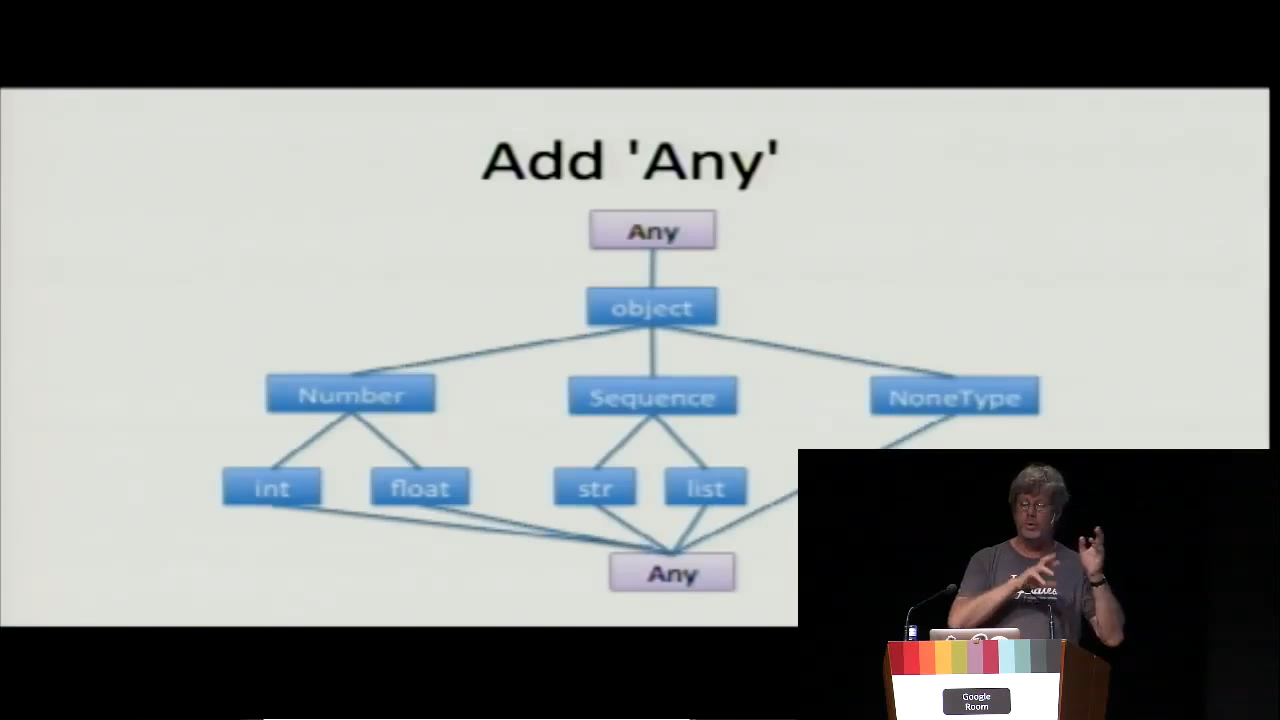 Add 'Any'
Any
object
Number
Sequence
NoneType
int
float
str
list
Any
Google
Room